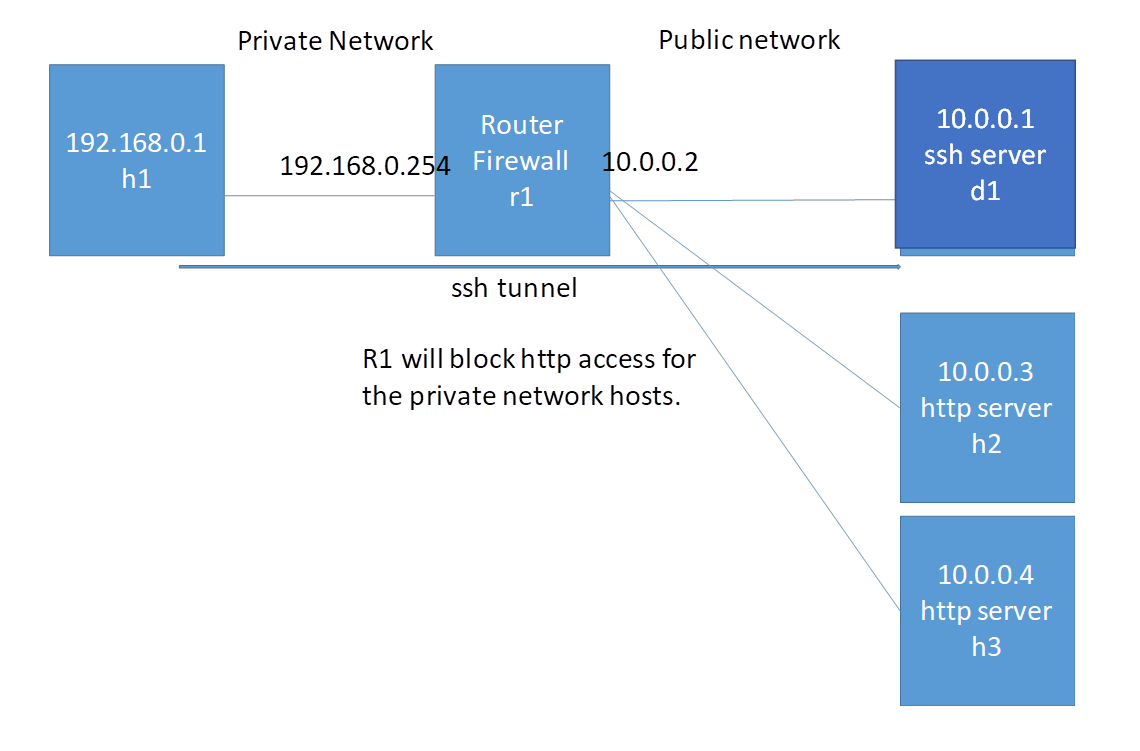 Private Network
Public network
192.168.0.1
h1
192.168.0.254
Router
Firewall
r1
10.0.0.2
10.0.0.1
ssh server
d1
ssh tunnel
R1 will block http access for
the private network hosts.
10.0.0.3
http server
h2
10.0.0.4
http server
h3